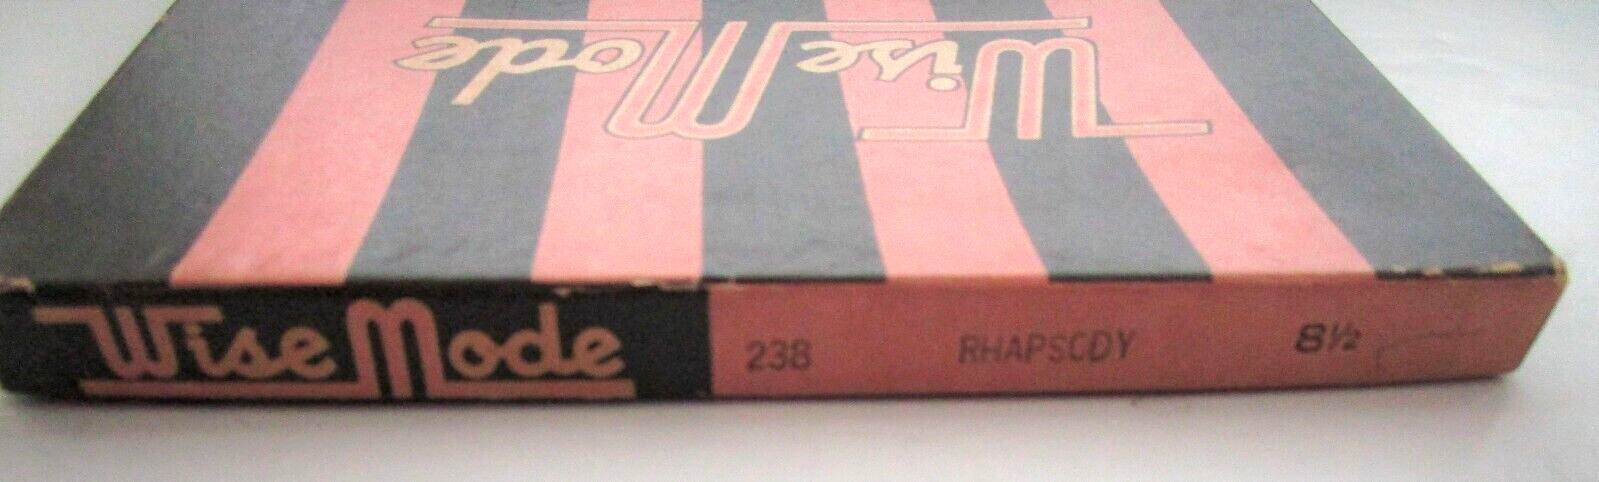 Wise Mode
Wise Mode 238 RHAPSODY 8½